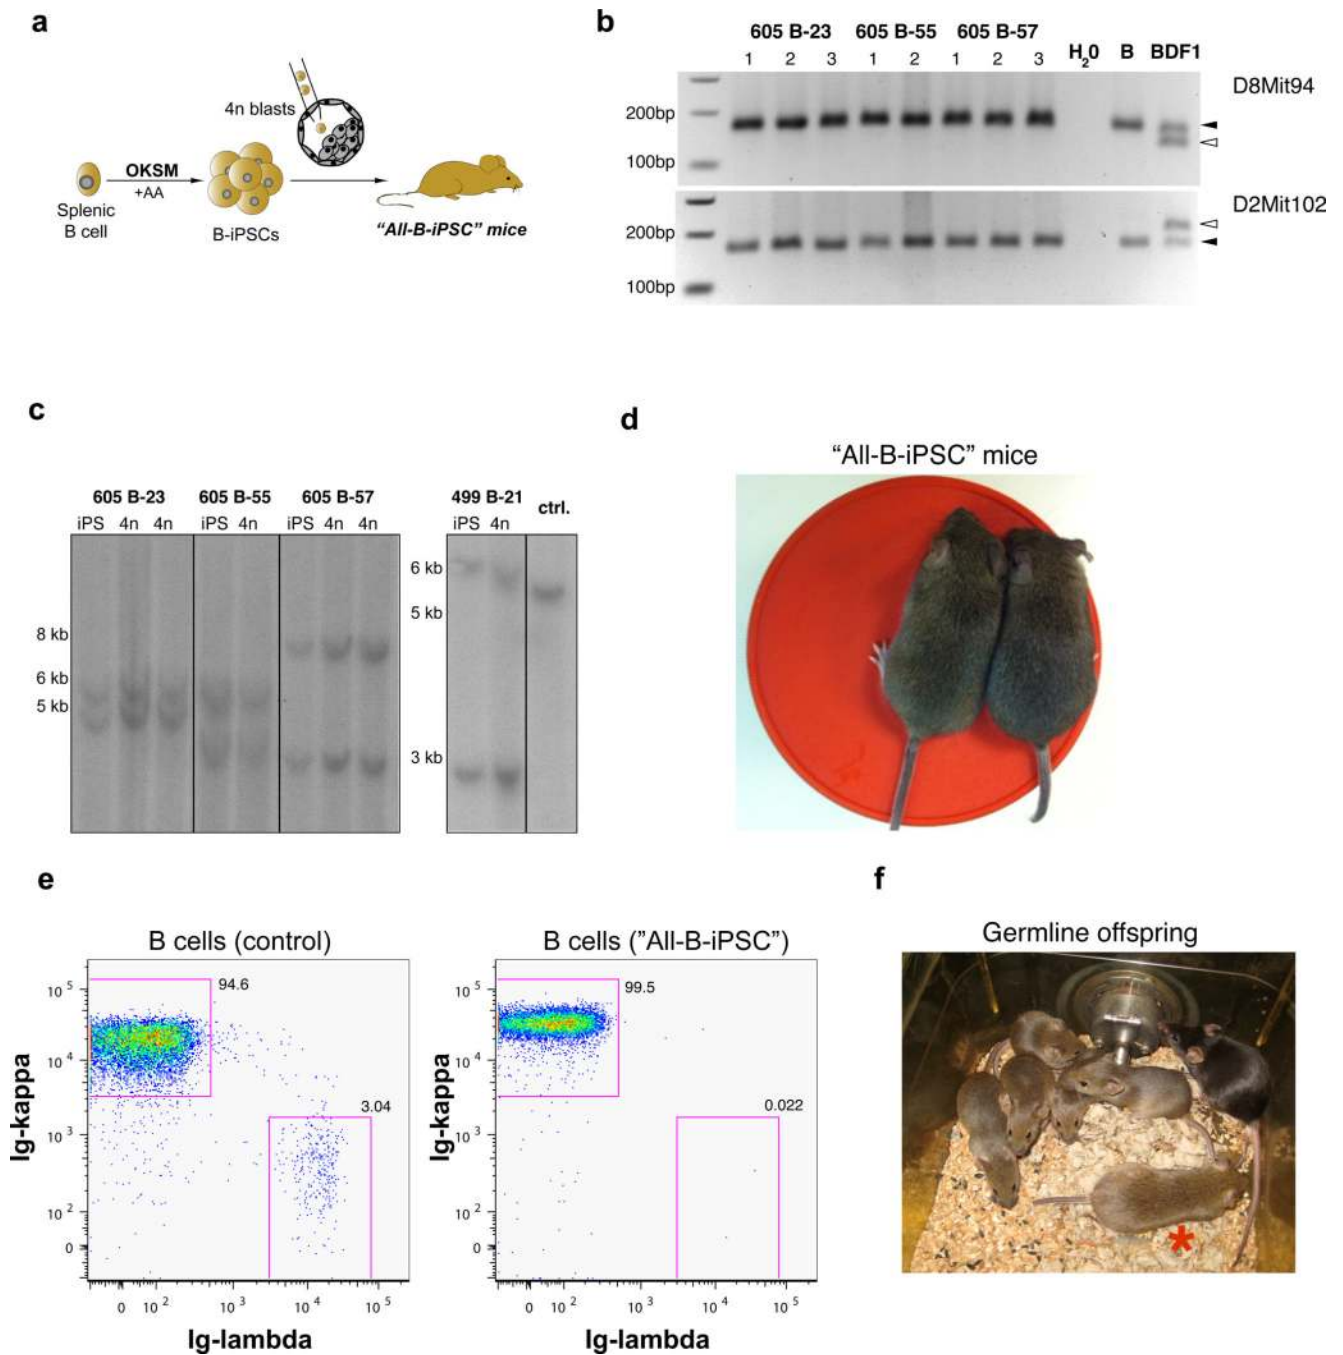 a
4n blasts
OKSM
+AA
Splenic
B cell
B-iPSCs
"All-B-iPSC" mice
b
605 B-23 605 B-55 605 B-57
1 2 3 1 2 1 2 3 H20 B BDF1
D8Mit94
200bp
100bp
D2Mit102
200bp
100bp
c
605 B-23 605 B-55 605 B-57
iPS 4n 4n iPS 4n iPS 4n 4n
8 kb
6 kb
5 kb
499 B-21 ctrl.
iPS 4n
6 kb
5 kb
3 kb
d
"All-B-iPSC" mice
e
B cells (control)
94.6
3.04
Ig-kappa
10^5
10^4
10^3
10^2
0
0 10^2 10^3 10^4 10^5
Ig-lambda
B cells ("All-B-iPSC")
99.5
0.022
10^5
10^4
10^3
10^2
0
0 10^2 10^3 10^4 10^5
Ig-lambda
f
Germline offspring
*